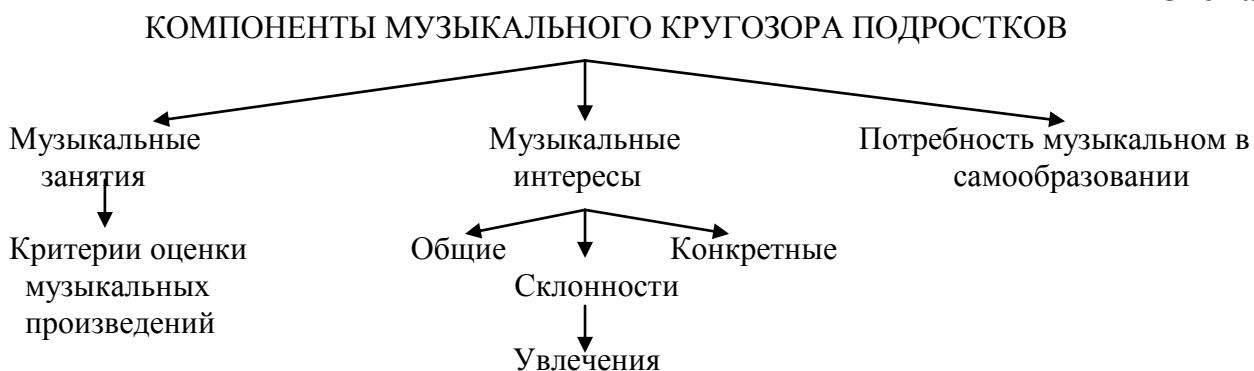 КОМПОНЕНТЫ МУЗЫКАЛЬНОГО КРУГОЗОРА ПОДРОСТКОВ
Музыкальные
занятия
Музыкальные
интересы
Потребность музыкальном в
самообразовании
Критерии оценки
музыкальных
произведений
Общие
Конкретные
Склонности
Увлечения